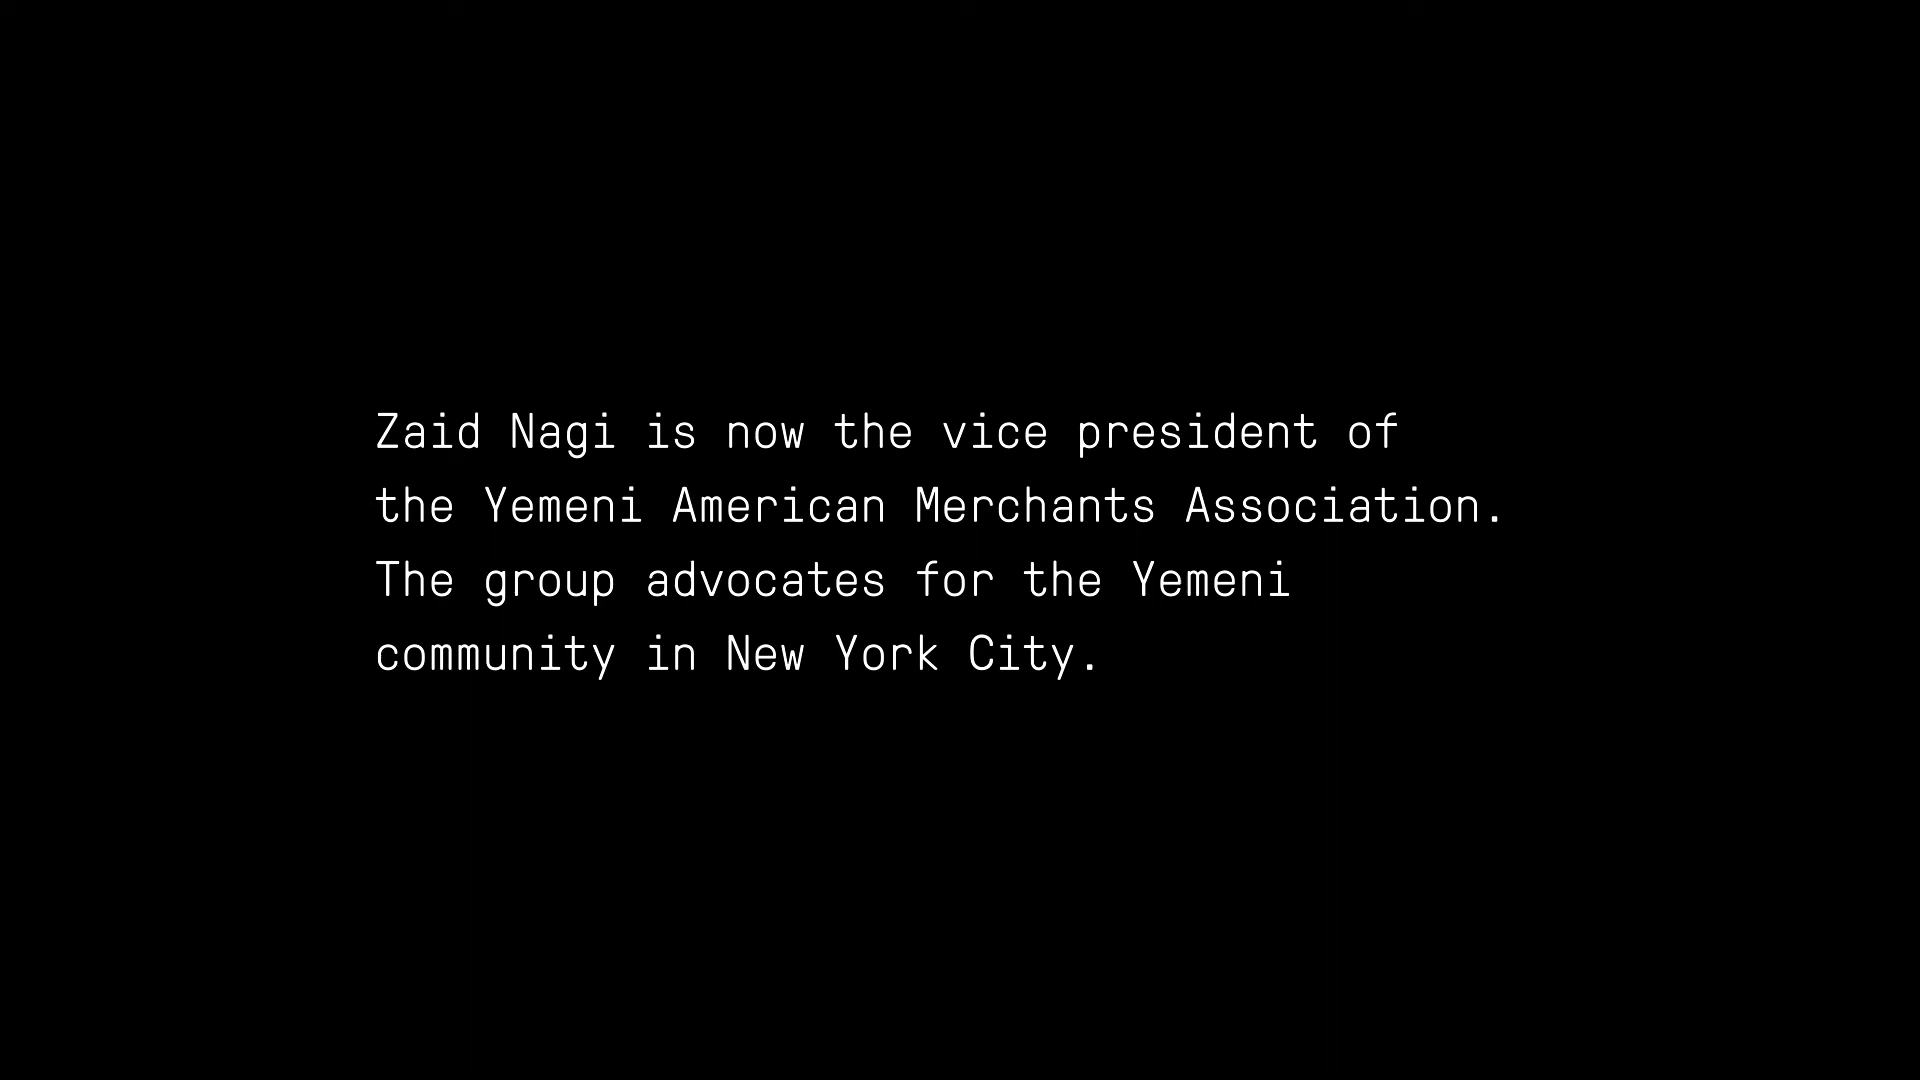 Zaid Nagi is now the vice president of
the Yemeni American Merchants Association.
The group advocates for the Yemeni
community in New York City.